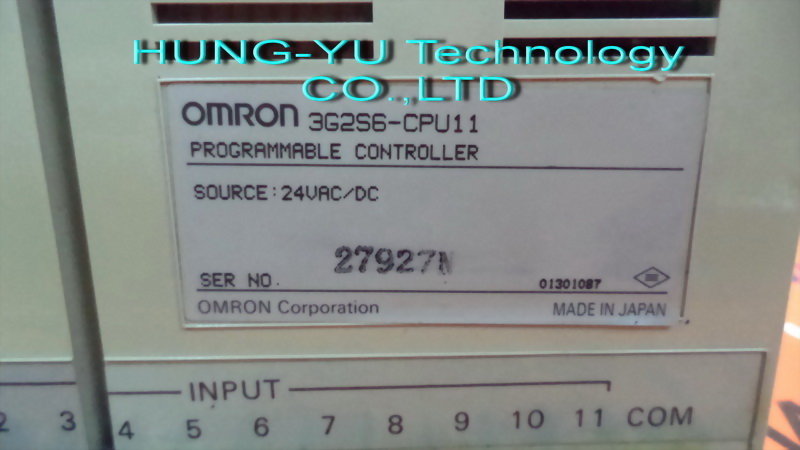 HUNG-YU Technology
CO.,LTD
OMRON 3G2S6-CPU11
PROGRAMMABLE CONTROLLER
SOURCE:24VAC/DC
27927N
SER NO. 01301087
OMRON Corporation MADE IN JAPAN
INPUT
2 3 4 5 6 7 8 9 10 11 COM